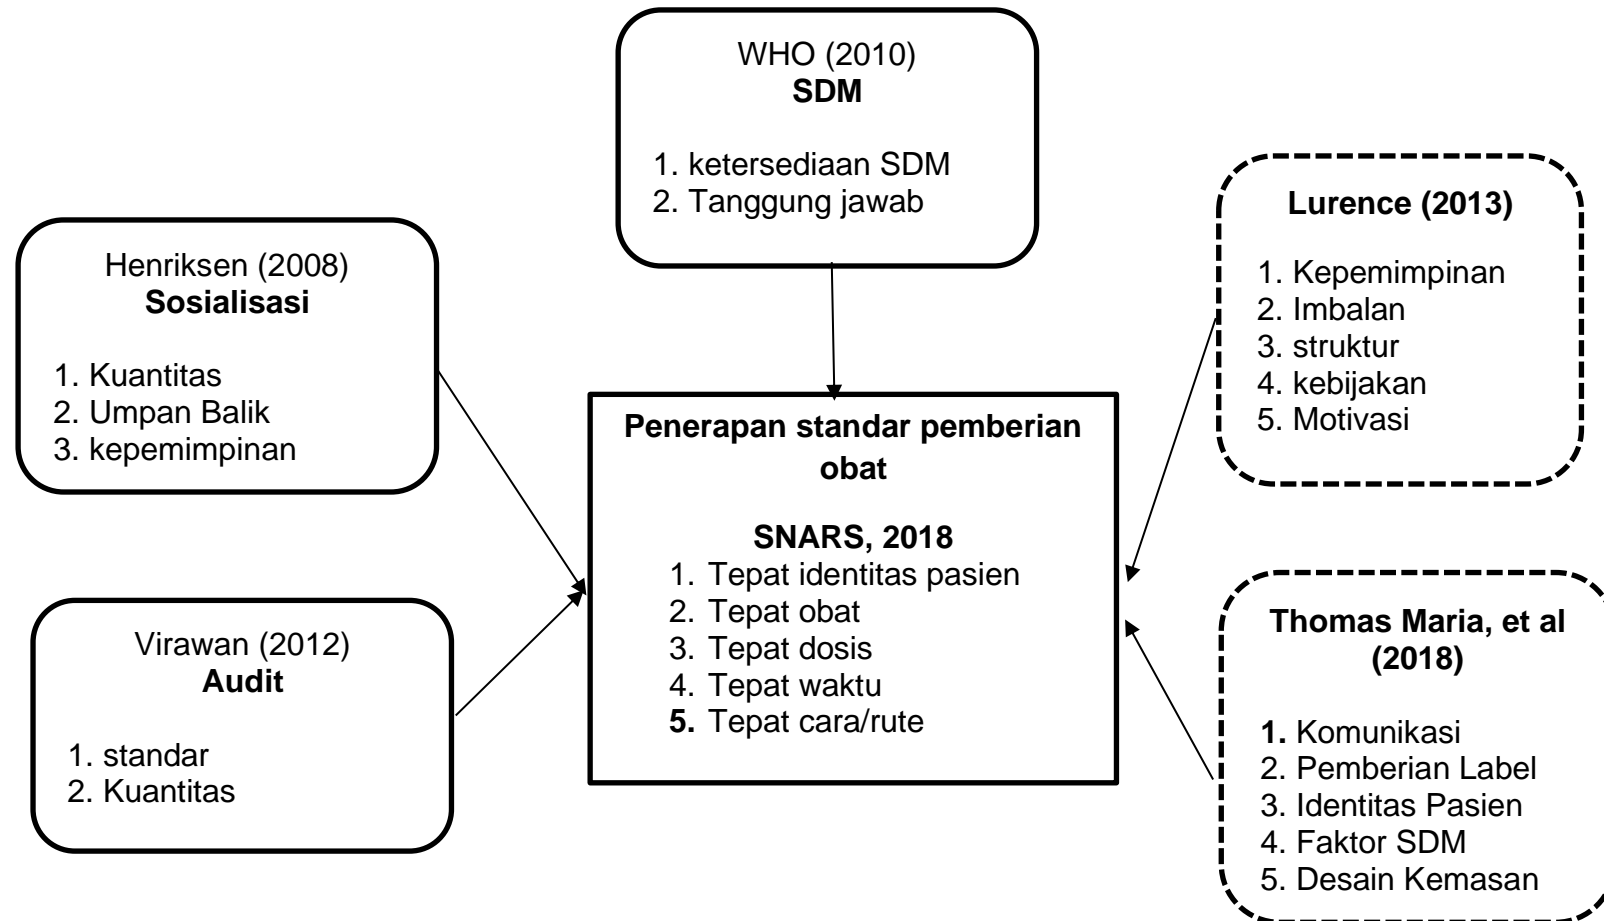 WHO (2010)
SDM
1. ketersediaan SDM
2. Tanggung jawab
Henriksen (2008)
Sosialisasi
1. Kuantitas
2. Umpan Balik
3. kepemimpinan
Virawan (2012)
Audit
1. standar
2. Kuantitas
Penerapan standar pemberian
obat
SNARS, 2018
1. Tepat identitas pasien
2. Tepat obat
3. Tepat dosis
4. Tepat waktu
5. Tepat cara/rute
Lurence (2013)
1. Kepemimpinan
2. Imbalan
3. struktur
4. kebijakan
5. Motivasi
Thomas Maria, et al
(2018)
1. Komunikasi
2. Pemberian Label
3. Identitas Pasien
4. Faktor SDM
5. Desain Kemasan